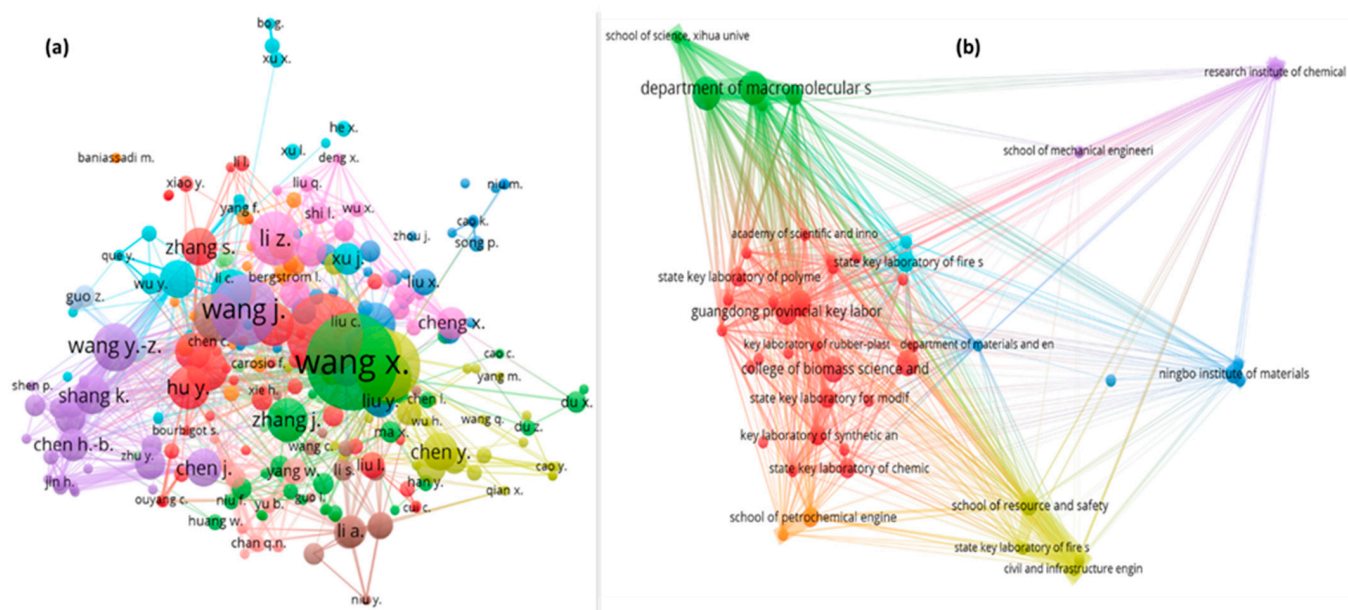 (a)
bo g.
xu x.
he x.
baniassadi m.
xu l.
deng x.
li l.
xiao y.
liu q.
niu m.
yang f.
shi l.
wu x.
cao k.
zhang s.
li z.
zhou j.
song p.
que y.
li c.
bergstrom l.
xu j.
wu y.
liu x.
guo z.
wang j.
cheng x.
liu c.
wang y.-z.
chen c.
carosio f.
wang x.
cao c.
yang m.
shen p.
shang k.
hu y.
xie h.
liu y.
chen l.
du x.
zhang j.
bourbigot s.
ma x.
wu h.
wang q.
du z.
chen h.-b.
zhu y.
chen j.
wang c.
chen y.
yang w.
li s.
liu l.
cao y.
jin h.
han y.
qian x.
ouyang c.
niu f.
guo l.
yu b.
cui c.
huang w.
li a.
chan q.n.
niu y.
(b)
school of science, xihua unive
research institute of chemical
department of macromolecular s
school of mechanical engineeri
academy of scientific and inno
state key laboratory of fire s
state key laboratory of polyme
guangdong provincial key labor
key laboratory of rubber-plast
department of materials and en
college of biomass science and
ningbo institute of materials
state key laboratory for modif
key laboratory of synthetic an
state key laboratory of chemic
school of resource and safety
school of petrochemical engine
state key laboratory of fire s
civil and infrastructure engin